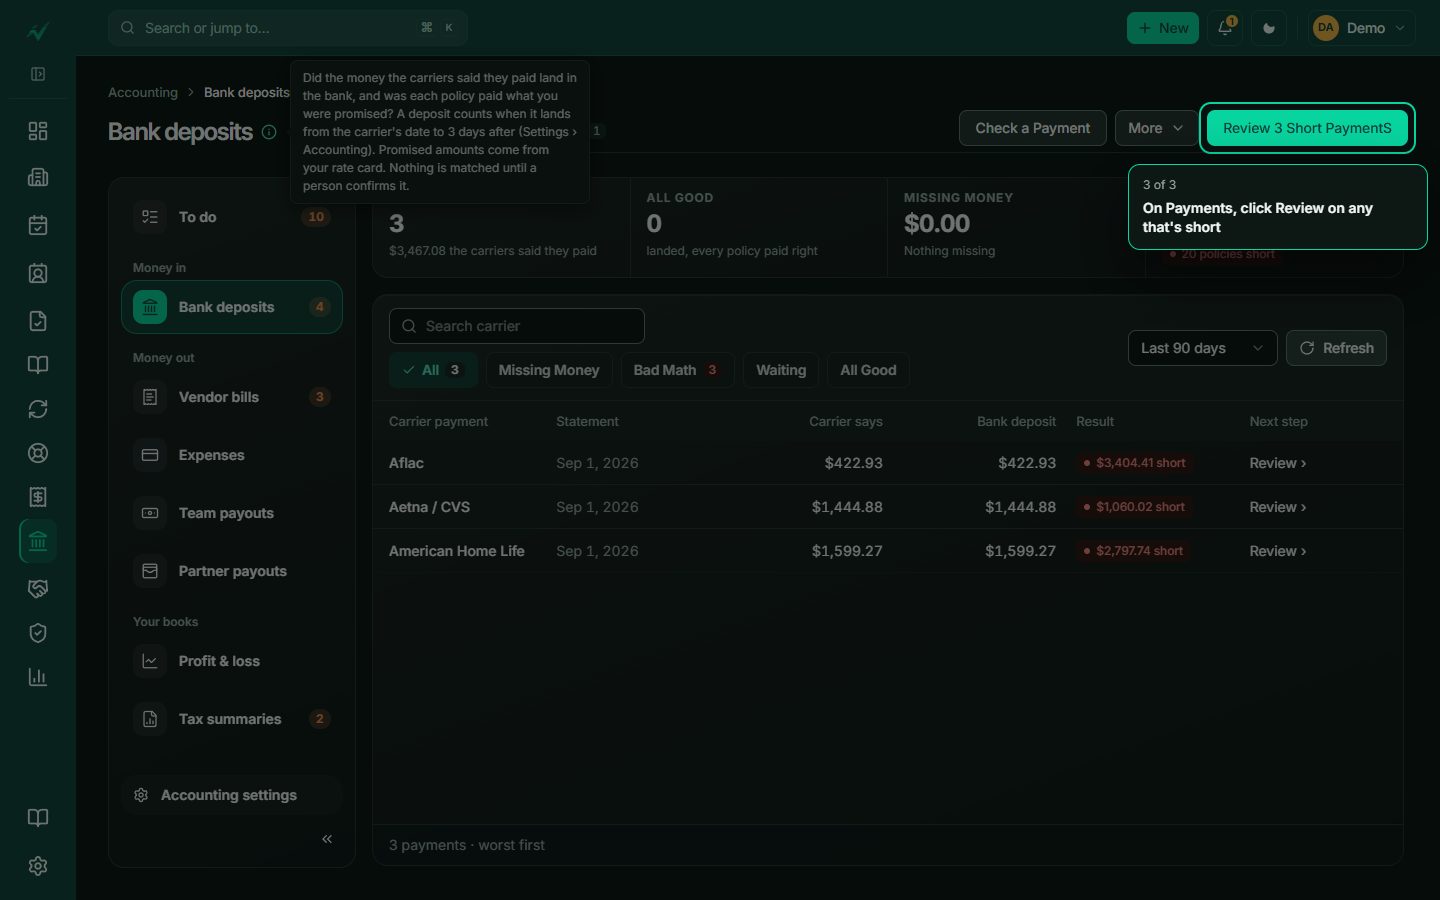 Search or jump to...
⌘ K
New
1
DA
Demo
Accounting
Bank deposits
Did the money the carriers said they paid land in
the bank, and was each policy paid what you
were promised? A deposit counts when it lands
from the carrier's date to 3 days after (Settings ›
Accounting). Promised amounts come from
your rate card. Nothing is matched until a
person confirms it.
Bank deposits
1
Check a Payment
More
Review 3 Short PaymentS
3 of 3
On Payments, click Review on any
that's short
To do
10
Money in
Bank deposits
4
Money out
Vendor bills
3
Expenses
Team payouts
Partner payouts
Your books
Profit & loss
Tax summaries
2
Accounting settings
3
$3,467.08 the carriers said they paid
ALL GOOD
0
landed, every policy paid right
MISSING MONEY
$0.00
Nothing missing
20 policies short
Search carrier
All 3
Missing Money
Bad Math 3
Waiting
All Good
Last 90 days
Refresh
Carrier payment Statement Carrier says Bank deposit Result Next step
Aflac Sep 1, 2026 $422.93 $422.93 $3,404.41 short Review ›
Aetna / CVS Sep 1, 2026 $1,444.88 $1,444.88 $1,060.02 short Review ›
American Home Life Sep 1, 2026 $1,599.27 $1,599.27 $2,797.74 short Review ›
3 payments · worst first